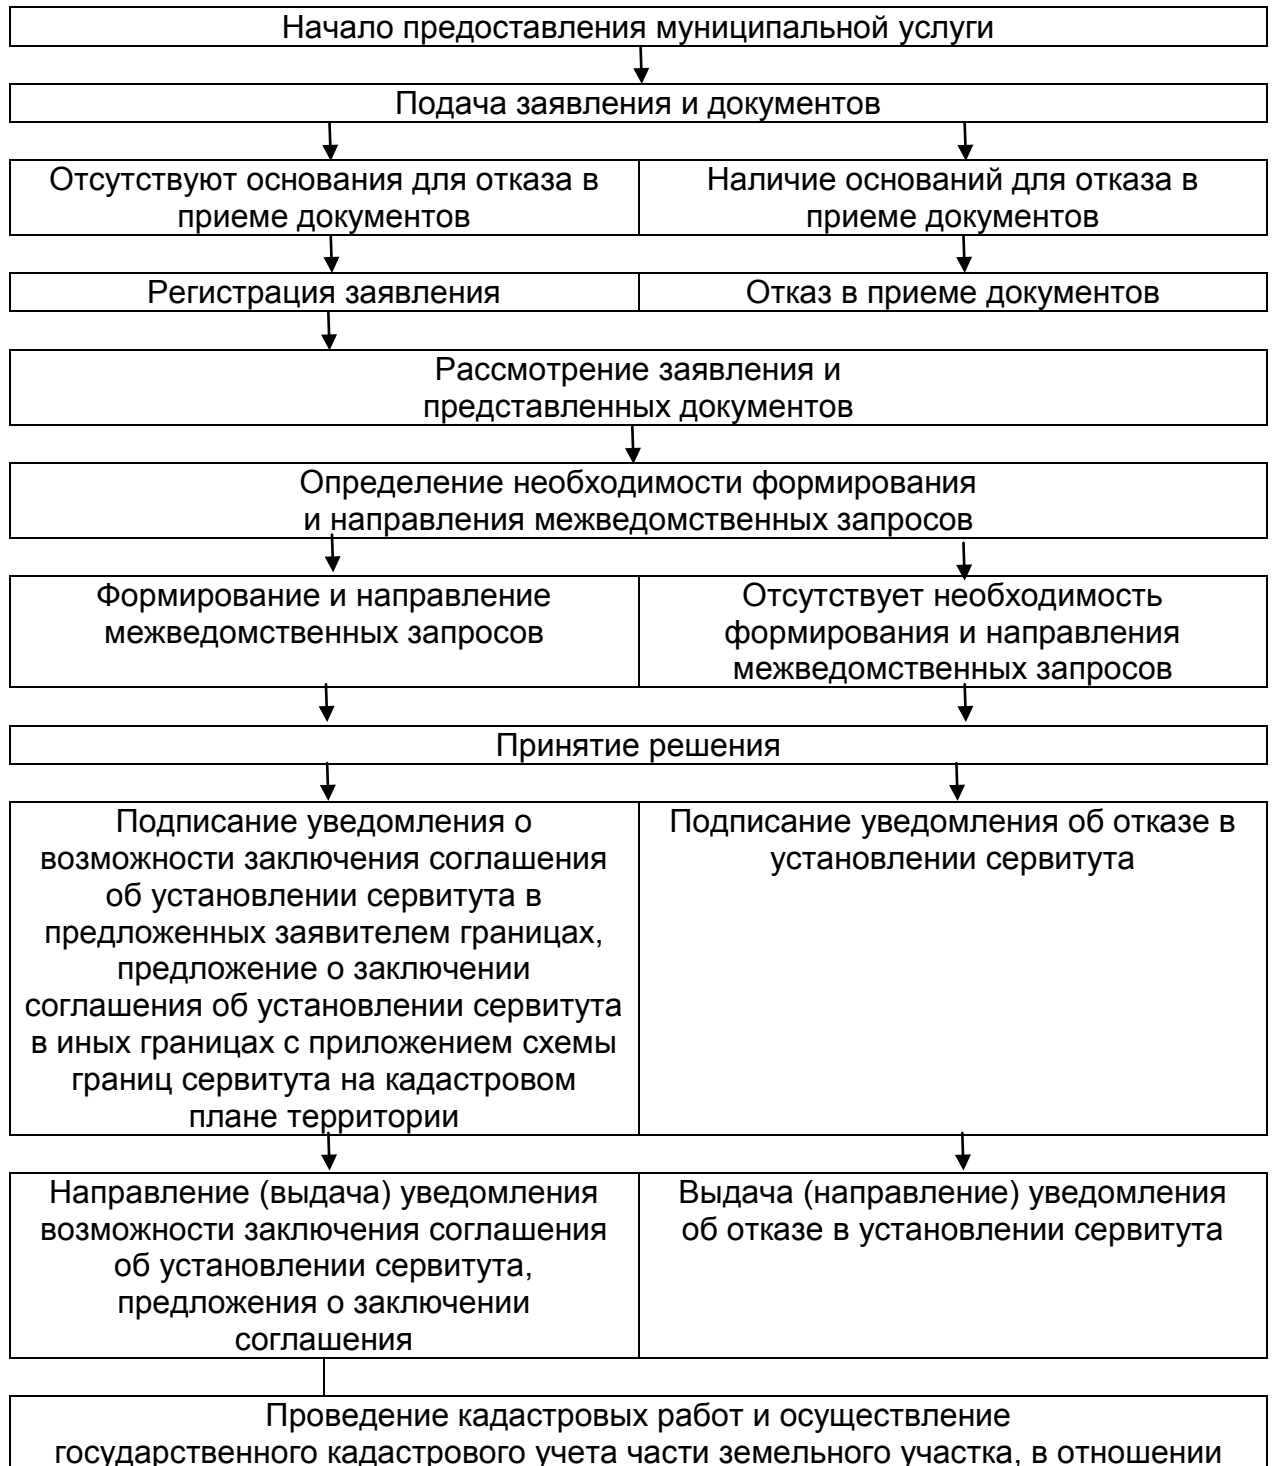 Начало предоставления муниципальной услуги
Подача заявления и документов
Отсутствуют основания для отказа в
приеме документов
Наличие оснований для отказа в
приеме документов
Регистрация заявления
Отказ в приеме документов
Рассмотрение заявления и
представленных документов
Определение необходимости формирования
и направления межведомственных запросов
Формирование и направление
межведомственных запросов
Отсутствует необходимость
формирования и направления
межведомственных запросов
Принятие решения
Подписание уведомления о
возможности заключения соглашения
об установлении сервитута в
предложенных заявителем границах,
предложение о заключении
соглашения об установлении сервитута
в иных границах с приложением схемы
границ сервитута на кадастровом
плане территории
Подписание уведомления об отказе в
установлении сервитута
Направление (выдача) уведомления
возможности заключения соглашения
об установлении сервитута,
предложения о заключении
соглашения
Выдача (направление) уведомления
об отказе в установлении сервитута
Проведение кадастровых работ и осуществление
государственного кадастрового учета части земельного участка, в отношении